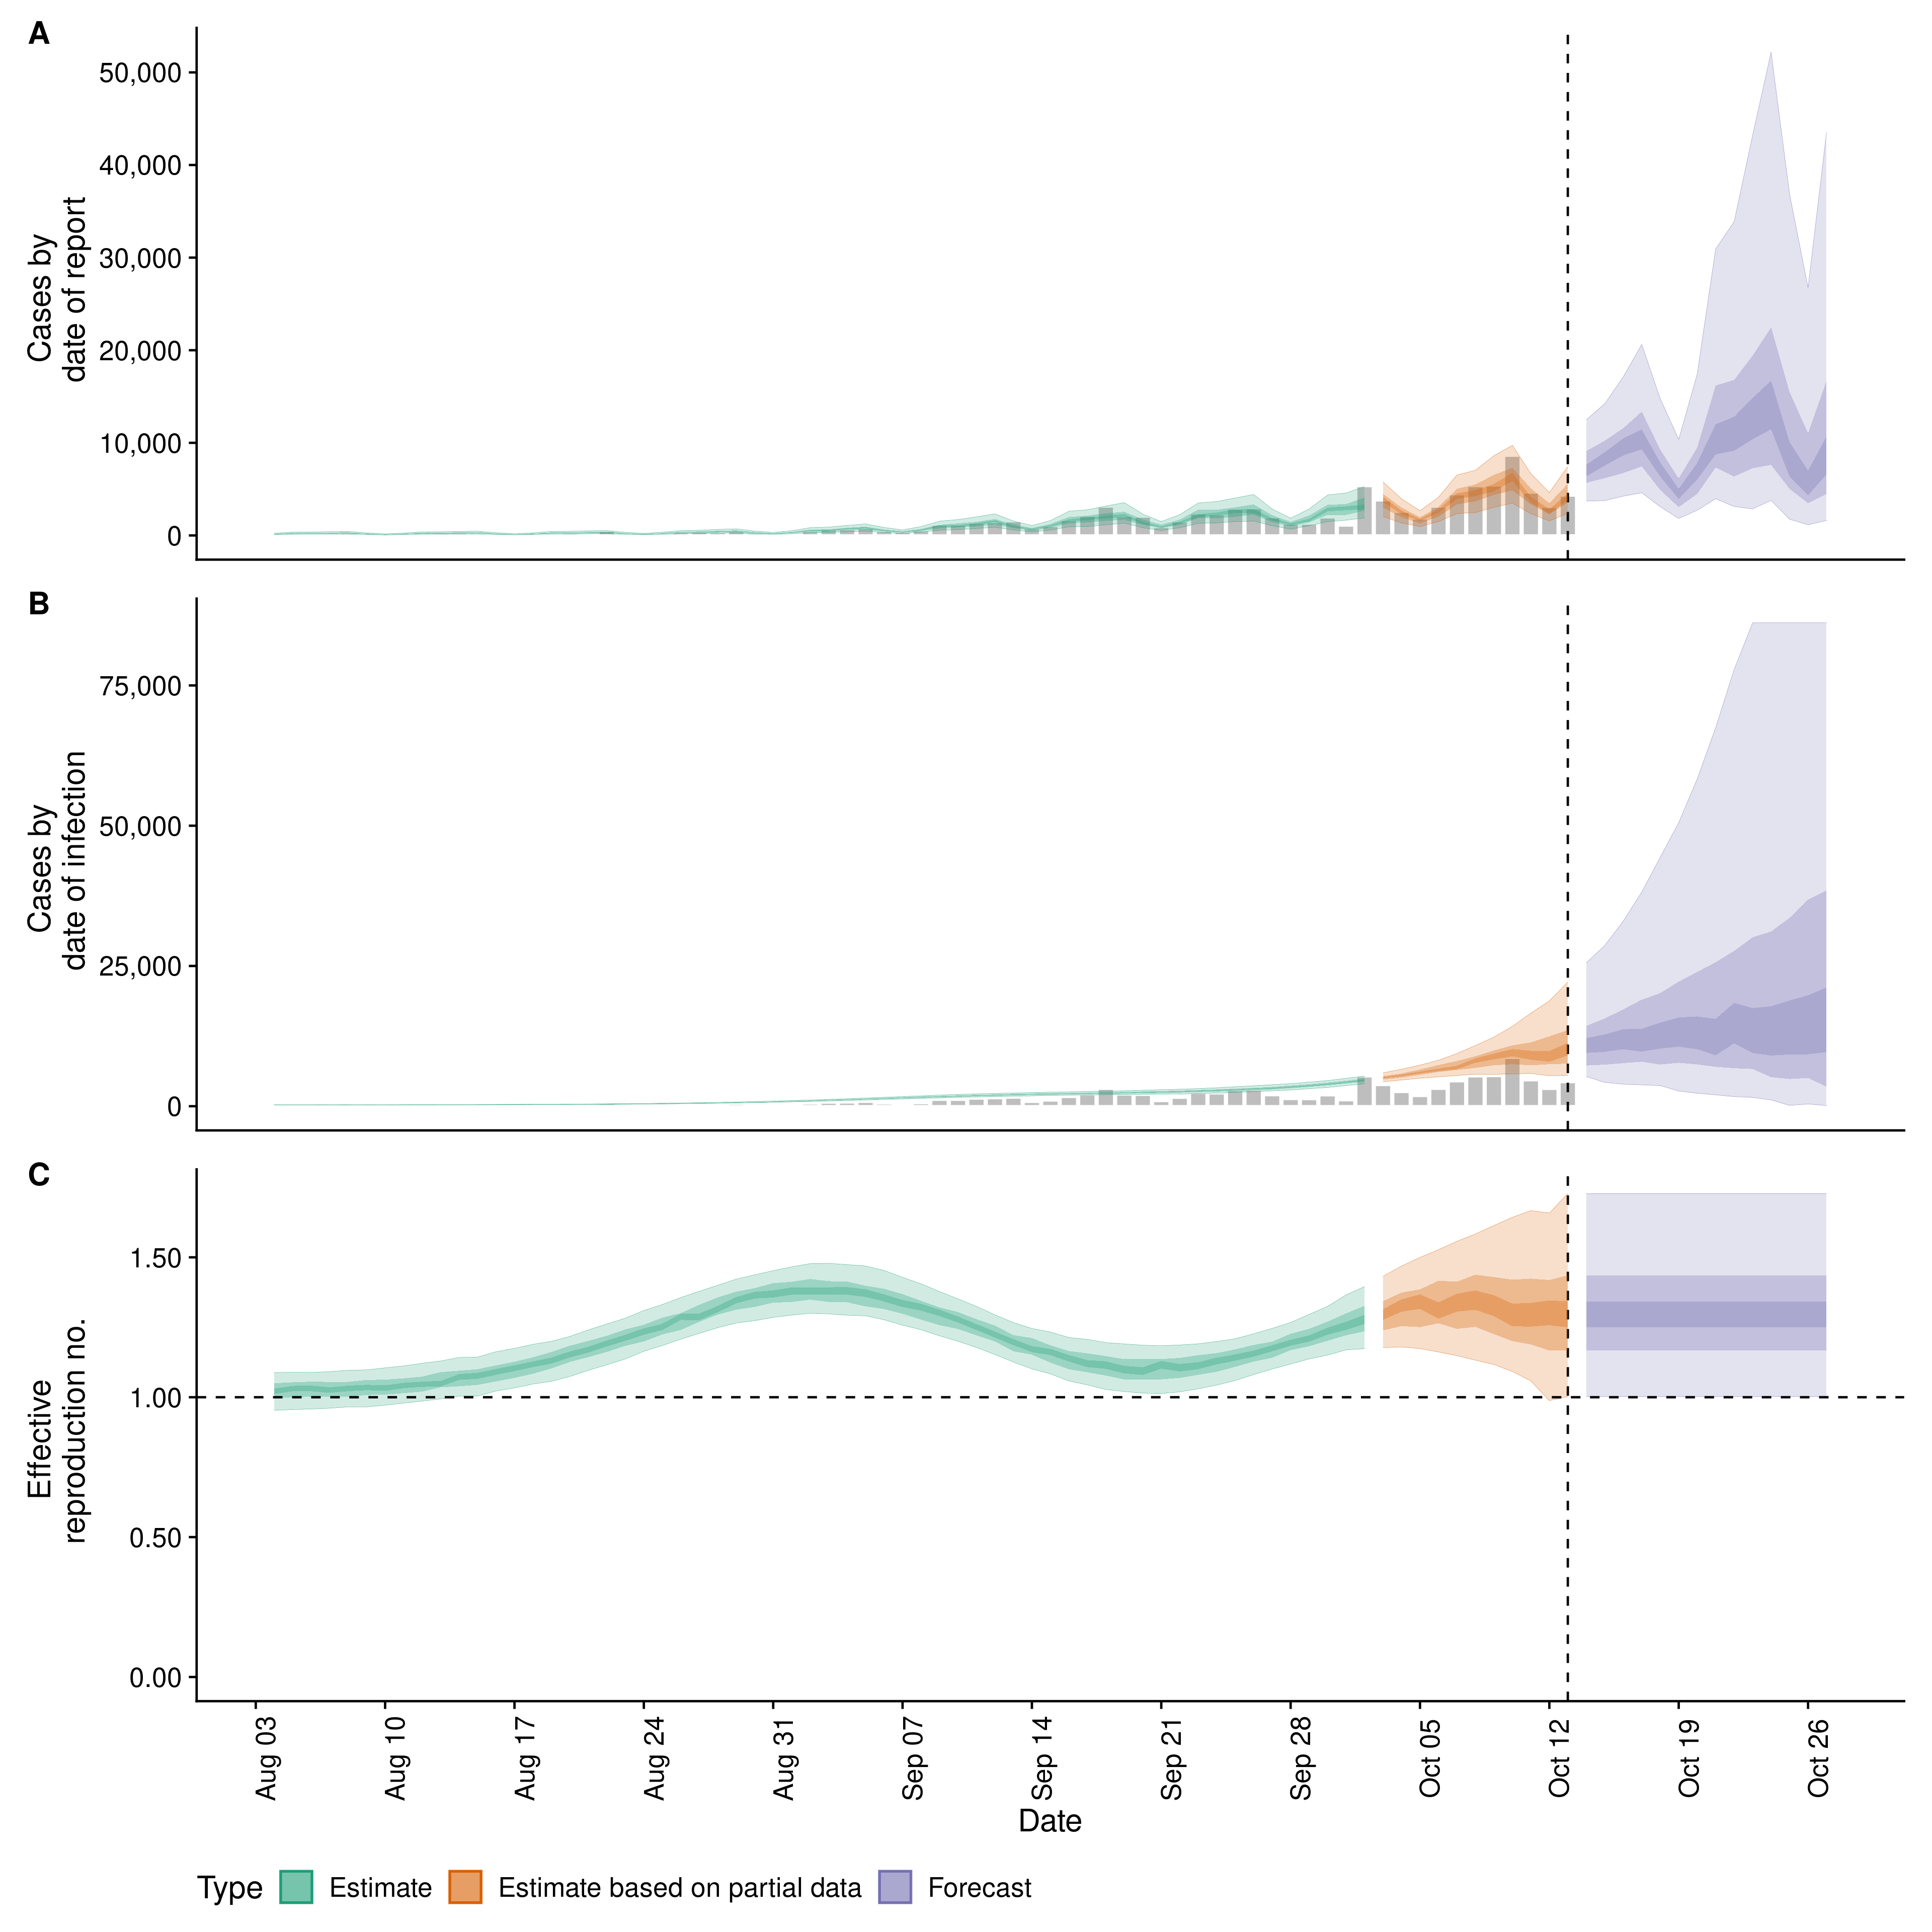 A
Cases by
date of report
50,000
40,000
30,000
20,000
10,000
0
B
Cases by
date of infection
75,000
50,000
25,000
0
C
Effective
reproduction no.
1.50
1.00
0.50
0.00
Aug 03
Aug 10
Aug 17
Aug 24
Aug 31
Sep 07
Sep 14
Sep 21
Sep 28
Oct 05
Oct 12
Oct 19
Oct 26
Date
Type Estimate Estimate based on partial data Forecast